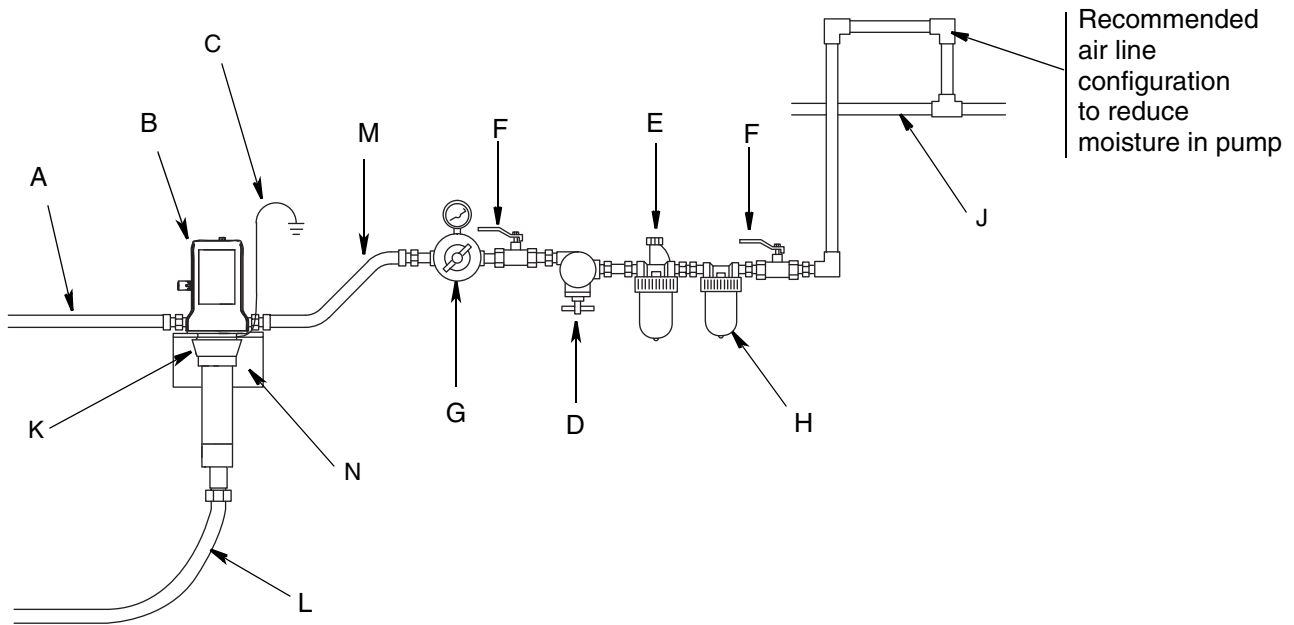 Recommended
air line
configuration
to reduce
moisture in pump
C
B
M
F
E
F
A
J
G
D
H
K
N
L